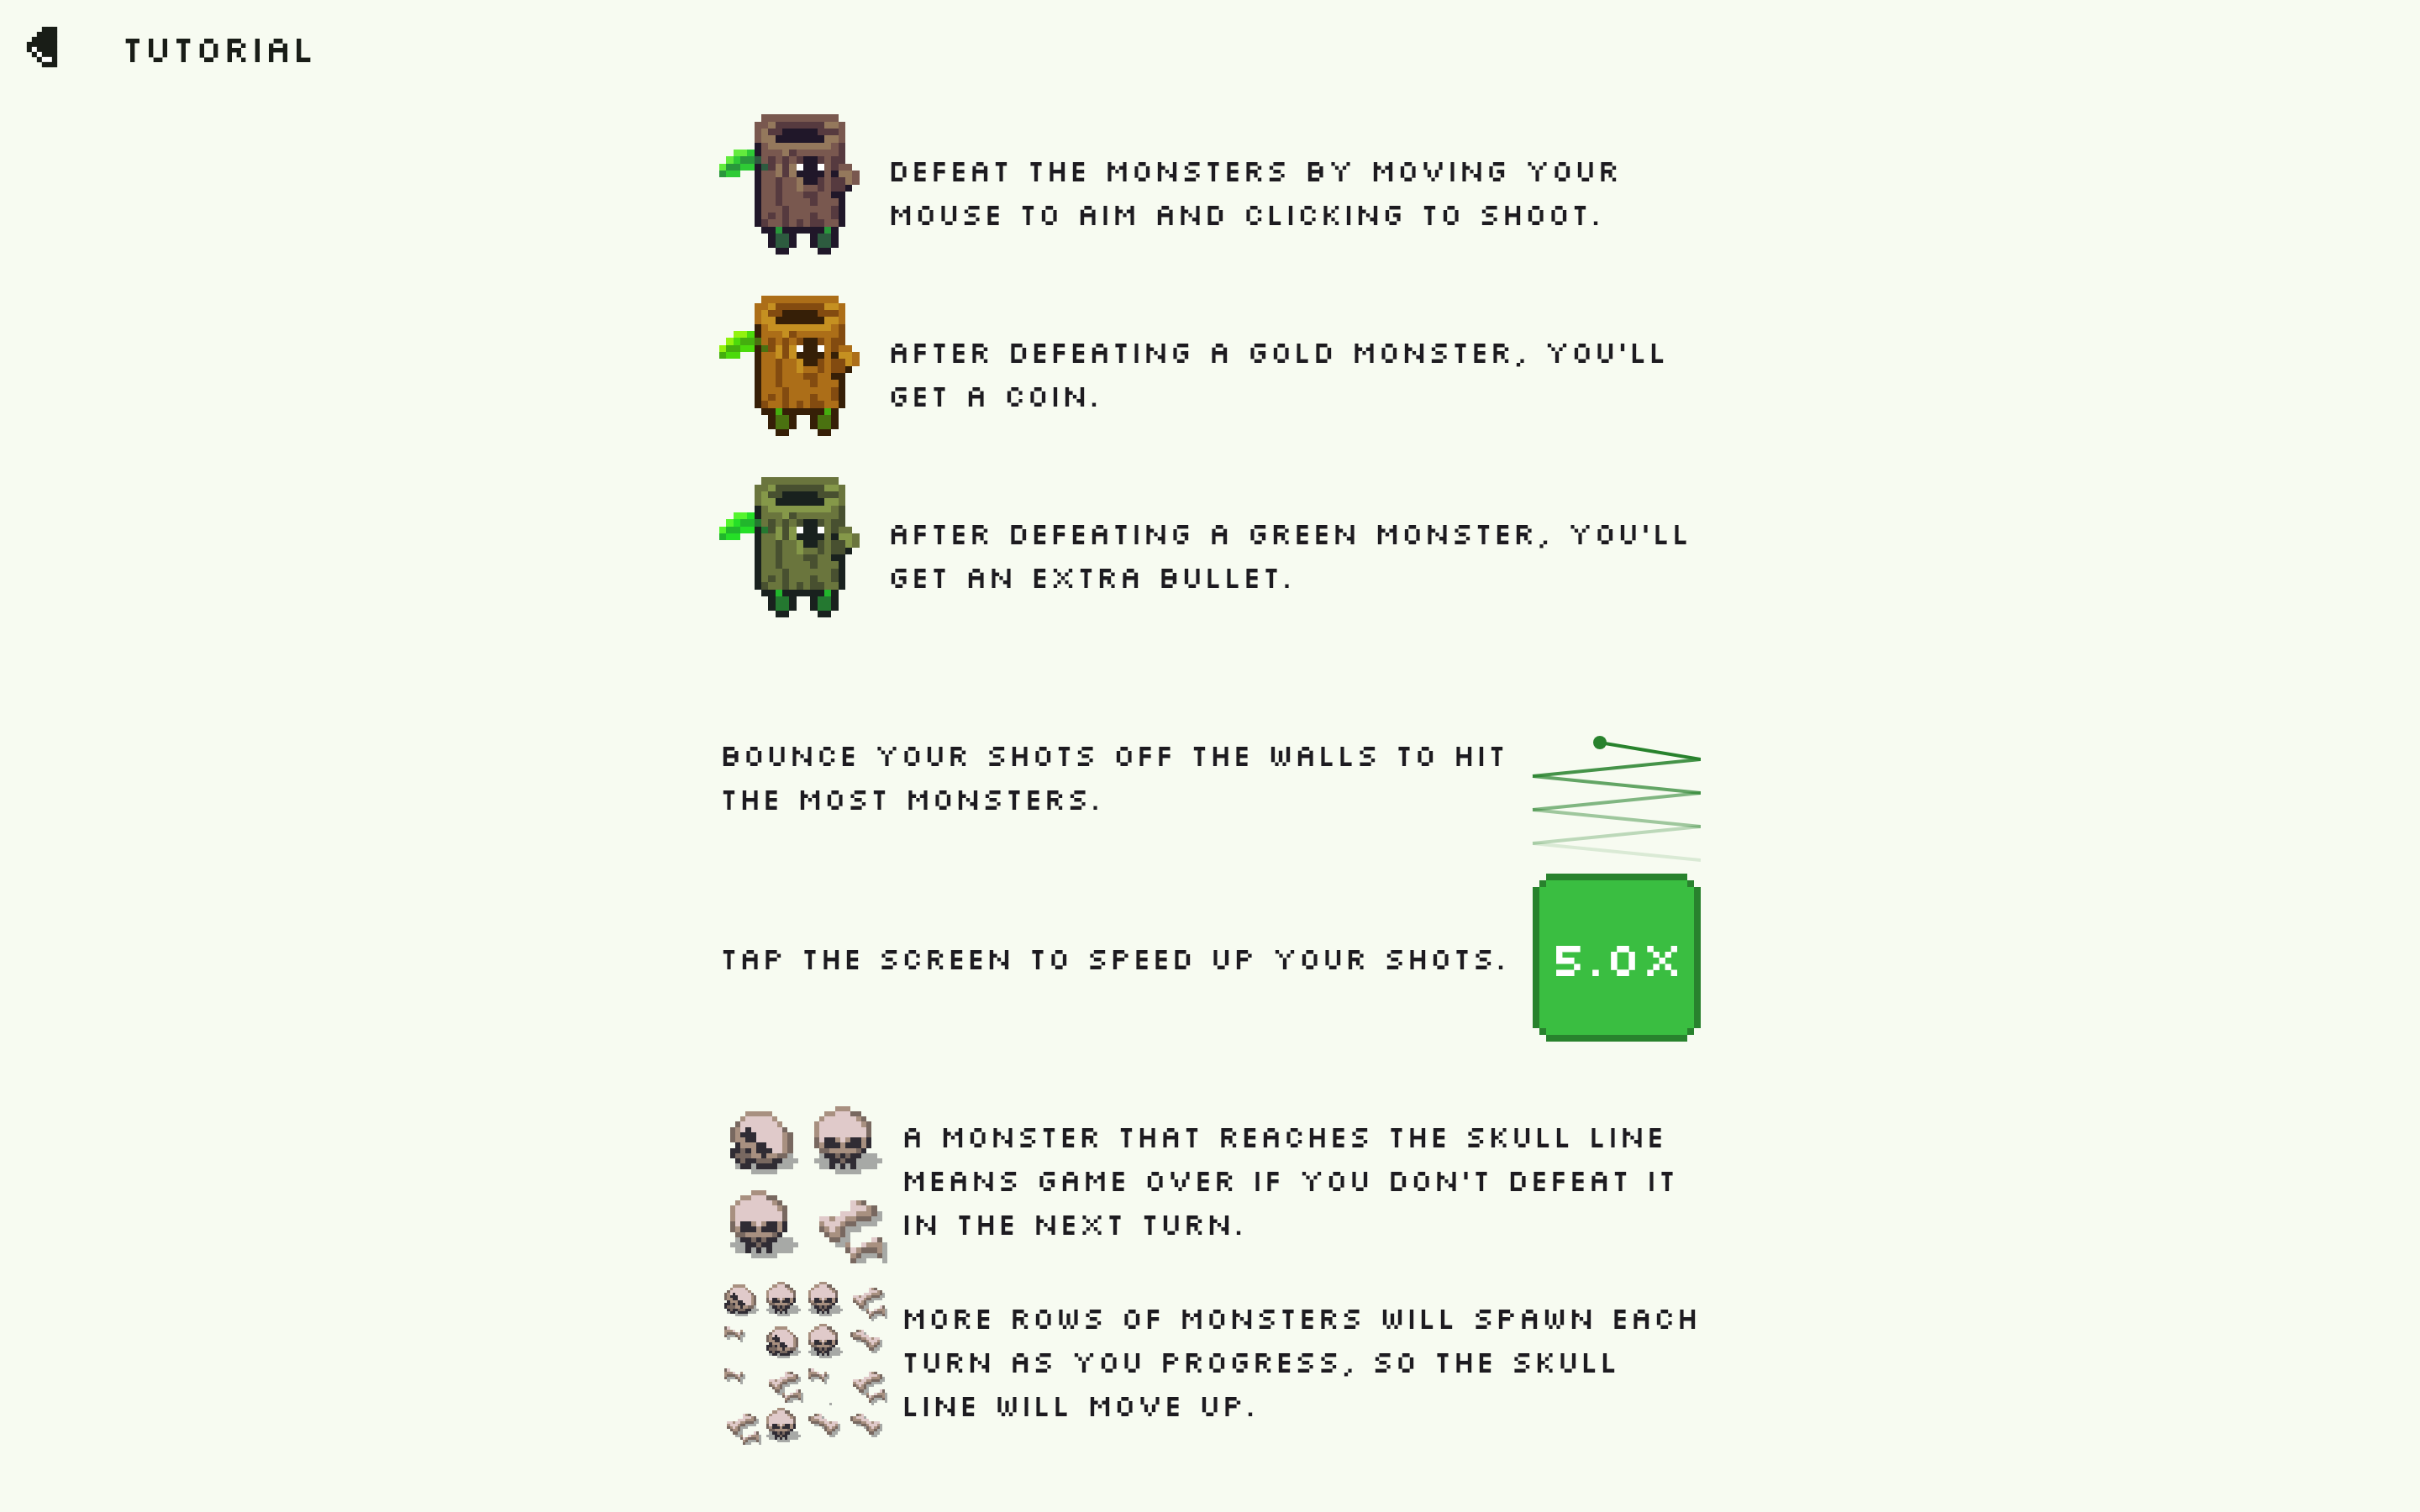 TUTORIAL
DEFEAT THE MONSTERS BY MOVING YOUR
MOUSE TO AIM AND CLICKING TO SHOOT.
AFTER DEFEATING A GOLD MONSTER, YOU'LL
GET A COIN.
AFTER DEFEATING A GREEN MONSTER, YOU'LL
GET AN EXTRA BULLET.
BOUNCE YOUR SHOTS OFF THE WALLS TO HIT
THE MOST MONSTERS.
TAP THE SCREEN TO SPEED UP YOUR SHOTS.
5.0X
A MONSTER THAT REACHES THE SKULL LINE
MEANS GAME OVER IF YOU DON'T DEFEAT IT
IN THE NEXT TURN.
MORE ROWS OF MONSTERS WILL SPAWN EACH
TURN AS YOU PROGRESS, SO THE SKULL
LINE WILL MOVE UP.